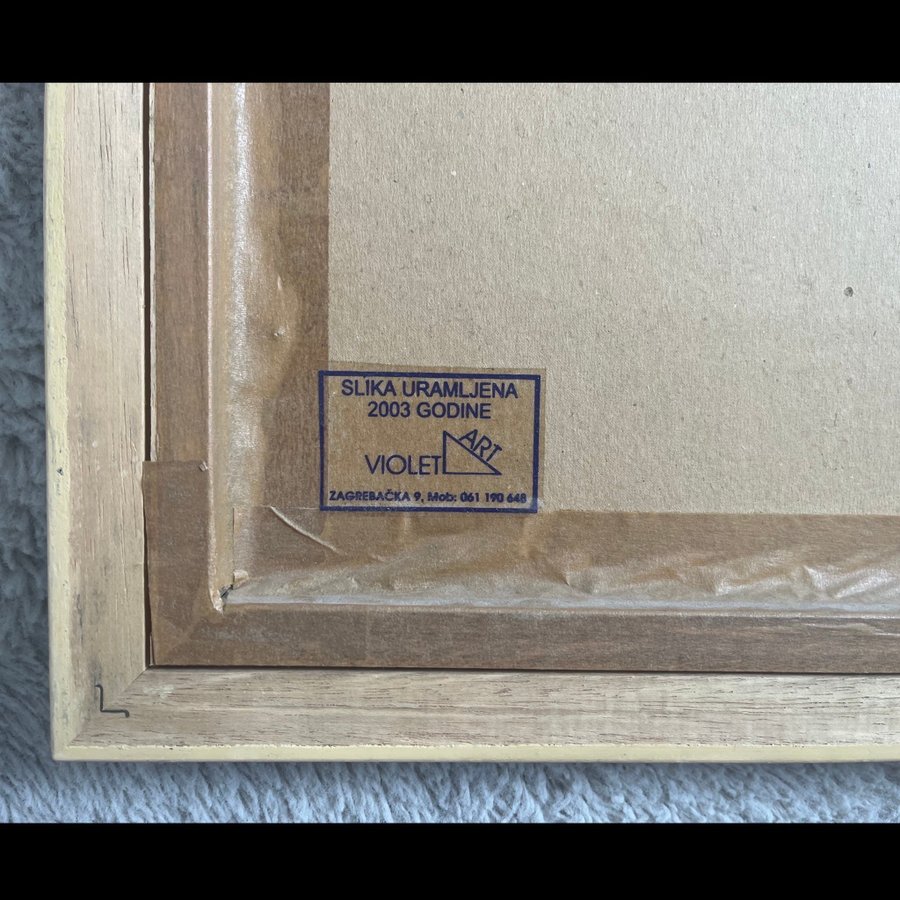 SLIKA URAMLJENA
2003 GODINE
VIOLET ART
ZAGREBAČKA 9, Mob: 061 190 648